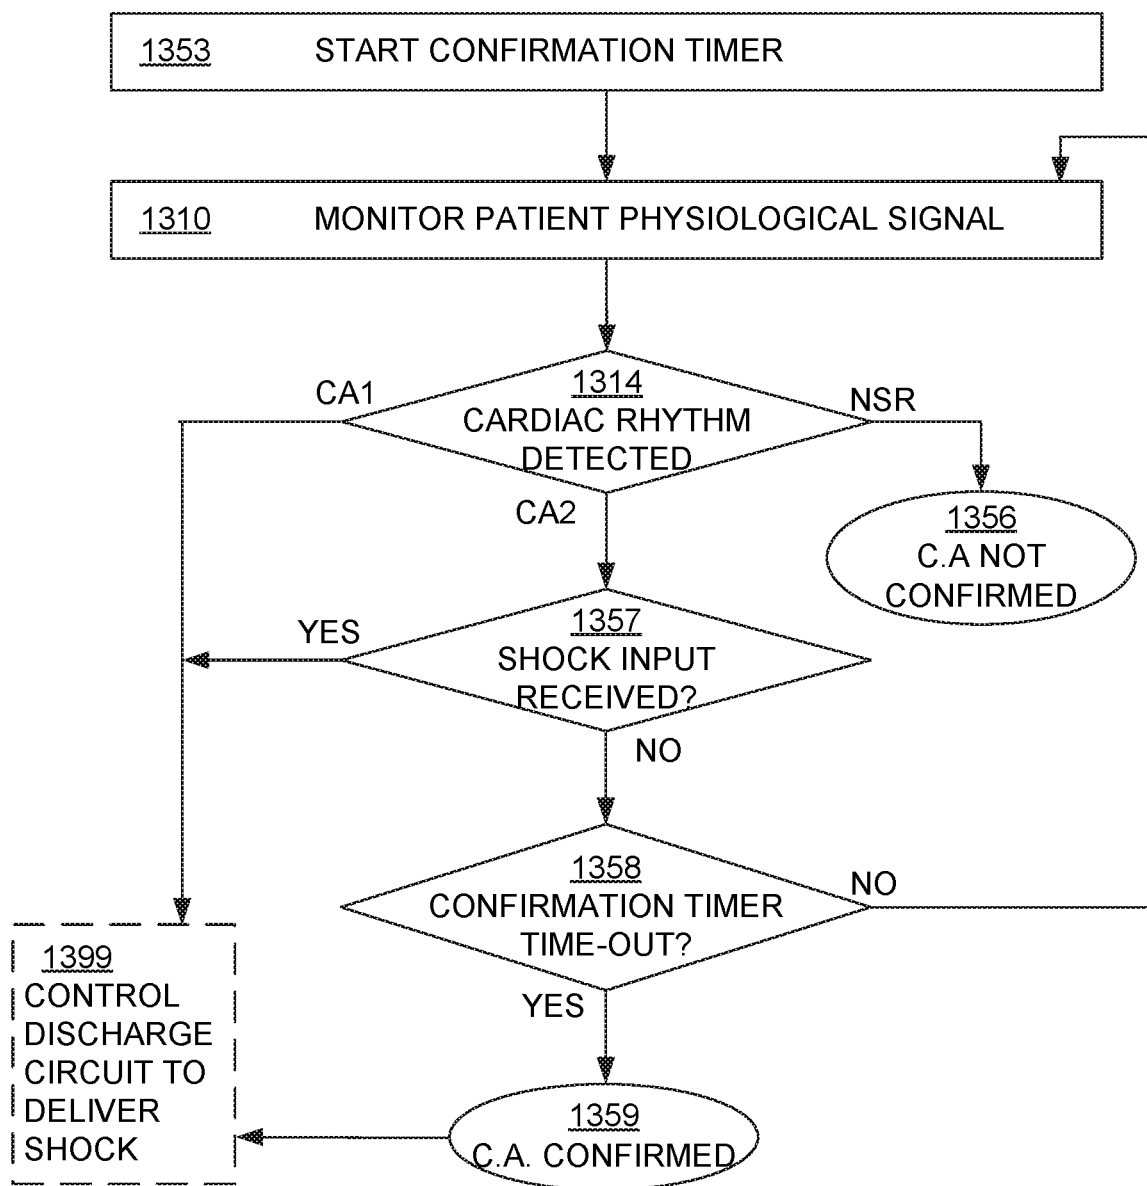 1353 START CONFIRMATION TIMER
1310 MONITOR PATIENT PHYSIOLOGICAL SIGNAL
CA1
1314
CARDIAC RHYTHM
DETECTED
NSR
CA2
1356
C.A NOT
CONFIRMED
YES
1357
SHOCK INPUT
RECEIVED?
NO
1358
CONFIRMATION TIMER
TIME-OUT?
NO
YES
1399
CONTROL
DISCHARGE
CIRCUIT TO
DELIVER
SHOCK
1359
C.A. CONFIRMED